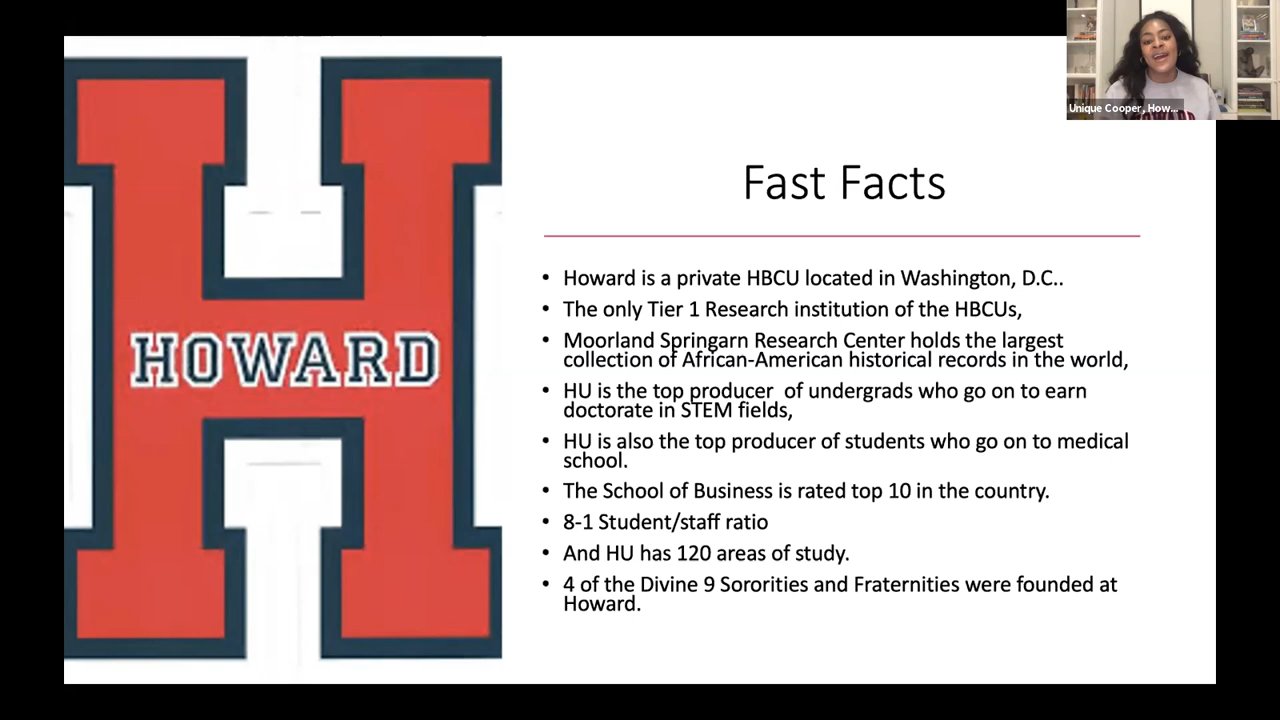 Unique Cooper, How...
HOWARD
Fast Facts
• Howard is a private HBCU located in Washington, D.C..
• The only Tier 1 Research institution of the HBCUs,
• Moorland Springarn Research Center holds the largest
collection of African-American historical records in the world,
• HU is the top producer  of undergrads who go on to earn
doctorate in STEM fields,
• HU is also the top producer of students who go on to medical
school.
• The School of Business is rated top 10 in the country.
• 8-1 Student/staff ratio
• And HU has 120 areas of study.
• 4 of the Divine 9 Sororities and Fraternities were founded at
Howard.